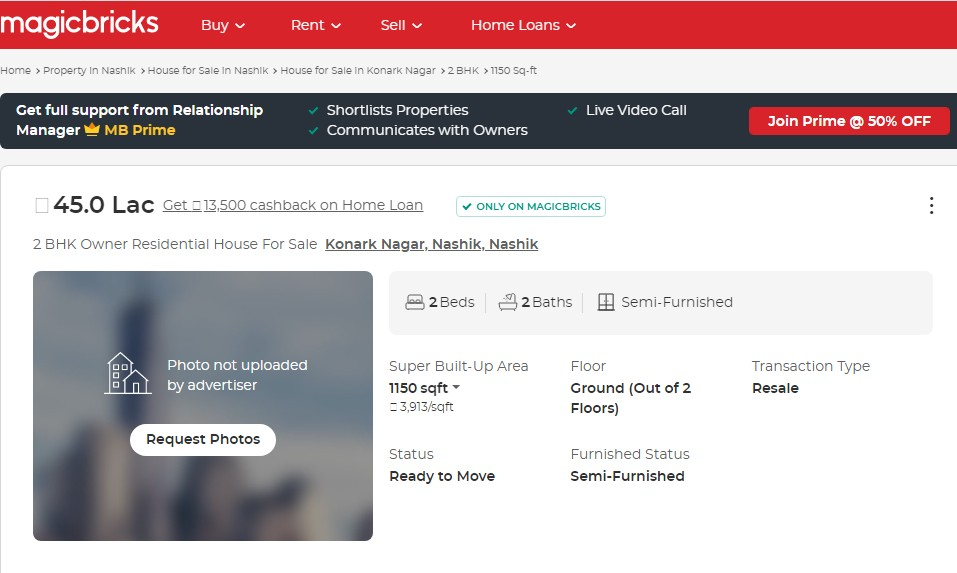 magicbricks
Buy
Rent
Sell
Home Loans
Home > Property in Nashik > House for Sale in Nashik > House for Sale in Konark Nagar > 2 BHK > 1150 Sq-ft
Get full support from Relationship
Manager MB Prime
Shortlists Properties
Communicates with Owners
Live Video Call
Join Prime @ 50% OFF
45.0 Lac
Get 13,500 cashback on Home Loan
ONLY ON MAGICBRICKS
2 BHK Owner Residential House For Sale Konark Nagar, Nashik, Nashik
Photo not uploaded
by advertiser
Request Photos
2 Beds
2 Baths
Semi-Furnished
Super Built-Up Area
1150 sqft
3,913/sqft
Floor
Ground (Out of 2
Floors)
Transaction Type
Resale
Status
Ready to Move
Furnished Status
Semi-Furnished